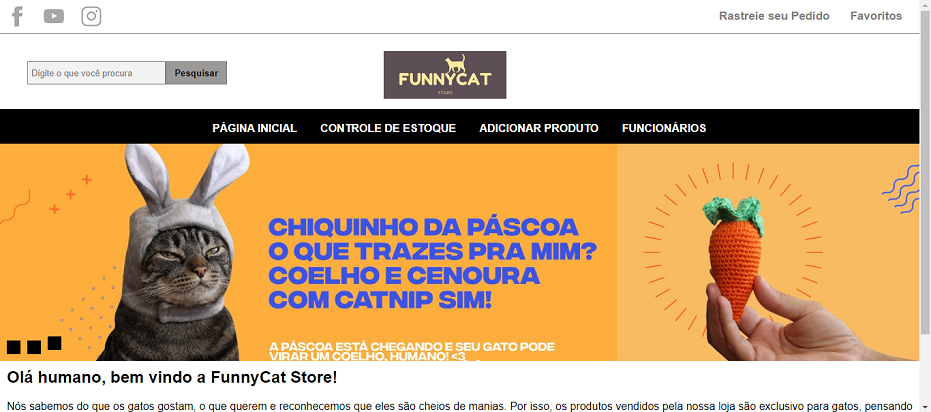 Rastreie seu Pedido Favoritos
Digite o que você procura Pesquisar
FUNNYCAT
STORE
PÁGINA INICIAL CONTROLE DE ESTOQUE ADICIONAR PRODUTO FUNCIONÁRIOS
CHIQUINHO DA PÁSCOA
O QUE TRAZES PRA MIM?
COELHO E CENOURA
COM CATNIP SIM!
A PÁSCOA ESTÁ CHEGANDO E SEU GATO PODE
VIRAR UM COELHO, HUMANO! <3
Olá humano, bem vindo a FunnyCat Store!
Nós sabemos do que os gatos gostam, o que querem e reconhecemos que eles são cheios de manias. Por isso, os produtos vendidos pela nossa loja são exclusivo para gatos, pensando